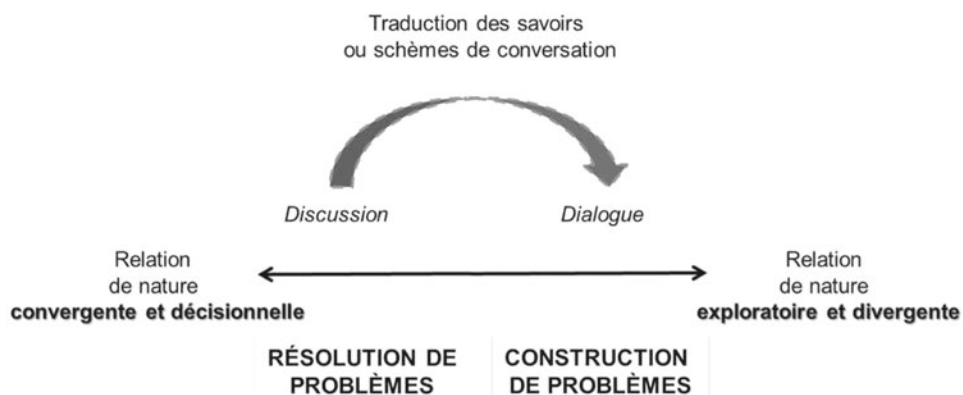 Traduction des savoirs
ou schèmes de conversation
Discussion
Dialogue
Relation
de nature
convergente et décisionnelle
Relation
de nature
exploratoire et divergente
RÉSOLUTION DE
PROBLÈMES
CONSTRUCTION
DE PROBLÈMES